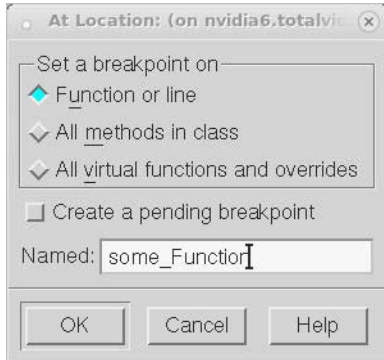 At Location: (on nvidia6.totalvi
Set a breakpoint on
Function or line
All methods in class
All virtual functions and overrides
Create a pending breakpoint
Named: some_Function
OK Cancel Help